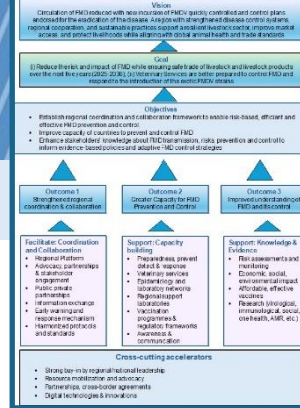 Vision
Circulation of FMD reduced with new incursion of FMDV quickly controlled and control plans
endorsed for the eradication of the disease. A region with strengthened disease control systems,
regional cooperation, and sustainable practices support a resilient livestock sector, improve market
access, and protect livelihoods while aligning with global animal health and trade standards
Goal
(i) Reduce the risk and impact of FMD while ensuring safe trade of livestock and livestock products
over the next five years (2025-2030); (ii) Veterinary Services are better prepared to control FMD and
respond to the introduction of the exotic FMDV strains
Objectives
• Establish regional coordination and collaboration framework to enable risk-based, efficient and
effective FMD prevention and control.
• Improve capacity of countries to prevent and control FMD
• Enhance stakeholders' knowledge about FMD transmission, risks, prevention and control to
inform evidence-based policies and adaptive FMD control strategies
Outcome 1
Strengthened regional
coordination & collaboration
Outcome 2
Greater Capacity for FMD
Prevention and Control
Outcome 3
Improved understanding of
FMD and its control
Facilitate: Coordination
and Collaboration
• Regional Platform
• Advocacy, partnerships
& stakeholder
engagement
• Public private
partnerships
• Information exchange
• Early warning and
response mechanism
• Harmonized protocols
and standards
Support: Capacity
building
• Preparedness, prevent
detect & response
• Veterinary services
• Epidemiology and
laboratory networks
• Regional support
laboratories
• Vaccination
programmes &
regulatory frameworks
• Awareness &
communication
Support: Knowledge &
Evidence
• Risk assessments and
monitoring
• Economic, social,
environmental impact
• Affordable, effective
vaccines
• Research (virological,
immunological, social,
one health, AMR, etc.)
Cross-cutting accelerators
• Strong buy-in by regional/national leadership
• Resource mobilization and advocacy
• Partnerships, cross-border agreements
• Digital technologies & innovations